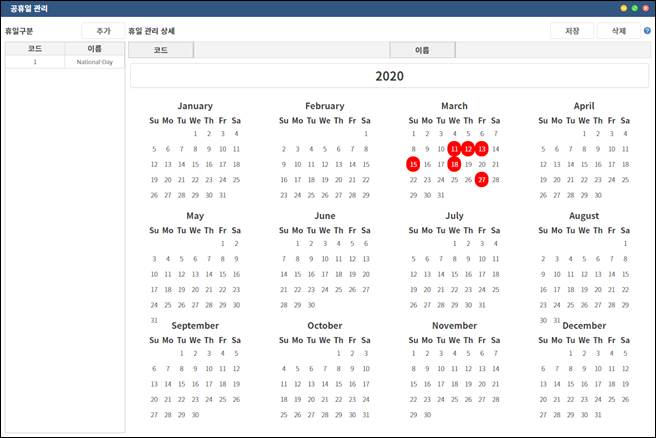 공휴일 관리
휴일구분 추가 휴일 관리 상세 저장 삭제 ?
코드 이름 코드 이름
1 National-Day
2020
January February March April
Su Mo Tu We Th Fr Sa Su Mo Tu We Th Fr Sa Su Mo Tu We Th Fr Sa Su Mo Tu We Th Fr Sa
1 2 3 4 1 1 2 3 4 5 6 7 1 2 3 4
5 6 7 8 9 10 11 2 3 4 5 6 7 8 8 9 10 11 12 13 14 5 6 7 8 9 10 11
12 13 14 15 16 17 18 9 10 11 12 13 14 15 15 16 17 18 19 20 21 12 13 14 15 16 17 18
19 20 21 22 23 24 25 16 17 18 19 20 21 22 22 23 24 25 26 27 28 19 20 21 22 23 24 25
26 27 28 29 30 31 23 24 25 26 27 28 29 29 30 31 26 27 28 29 30
May June July August
Su Mo Tu We Th Fr Sa Su Mo Tu We Th Fr Sa Su Mo Tu We Th Fr Sa Su Mo Tu We Th Fr Sa
1 2 1 2 3 4 5 6 1 2 3 4 1
3 4 5 6 7 8 9 7 8 9 10 11 12 13 5 6 7 8 9 10 11 2 3 4 5 6 7 8
10 11 12 13 14 15 16 14 15 16 17 18 19 20 12 13 14 15 16 17 18 9 10 11 12 13 14 15
17 18 19 20 21 22 23 21 22 23 24 25 26 27 19 20 21 22 23 24 25 16 17 18 19 20 21 22
24 25 26 27 28 29 30 28 29 30 26 27 28 29 30 31 23 24 25 26 27 28 29
31 30 31
September October November December
Su Mo Tu We Th Fr Sa Su Mo Tu We Th Fr Sa Su Mo Tu We Th Fr Sa Su Mo Tu We Th Fr Sa
1 2 3 4 5 1 2 3 1 2 3 4 5 6 7 1 2 3 4 5
6 7 8 9 10 11 12 4 5 6 7 8 9 10 8 9 10 11 12 13 14 6 7 8 9 10 11 12
13 14 15 16 17 18 19 11 12 13 14 15 16 17 15 16 17 18 19 20 21 13 14 15 16 17 18 19
20 21 22 23 24 25 26 18 19 20 21 22 23 24 22 23 24 25 26 27 28 20 21 22 23 24 25 26
27 28 29 30 25 26 27 28 29 30 31 29 30 27 28 29 30 31